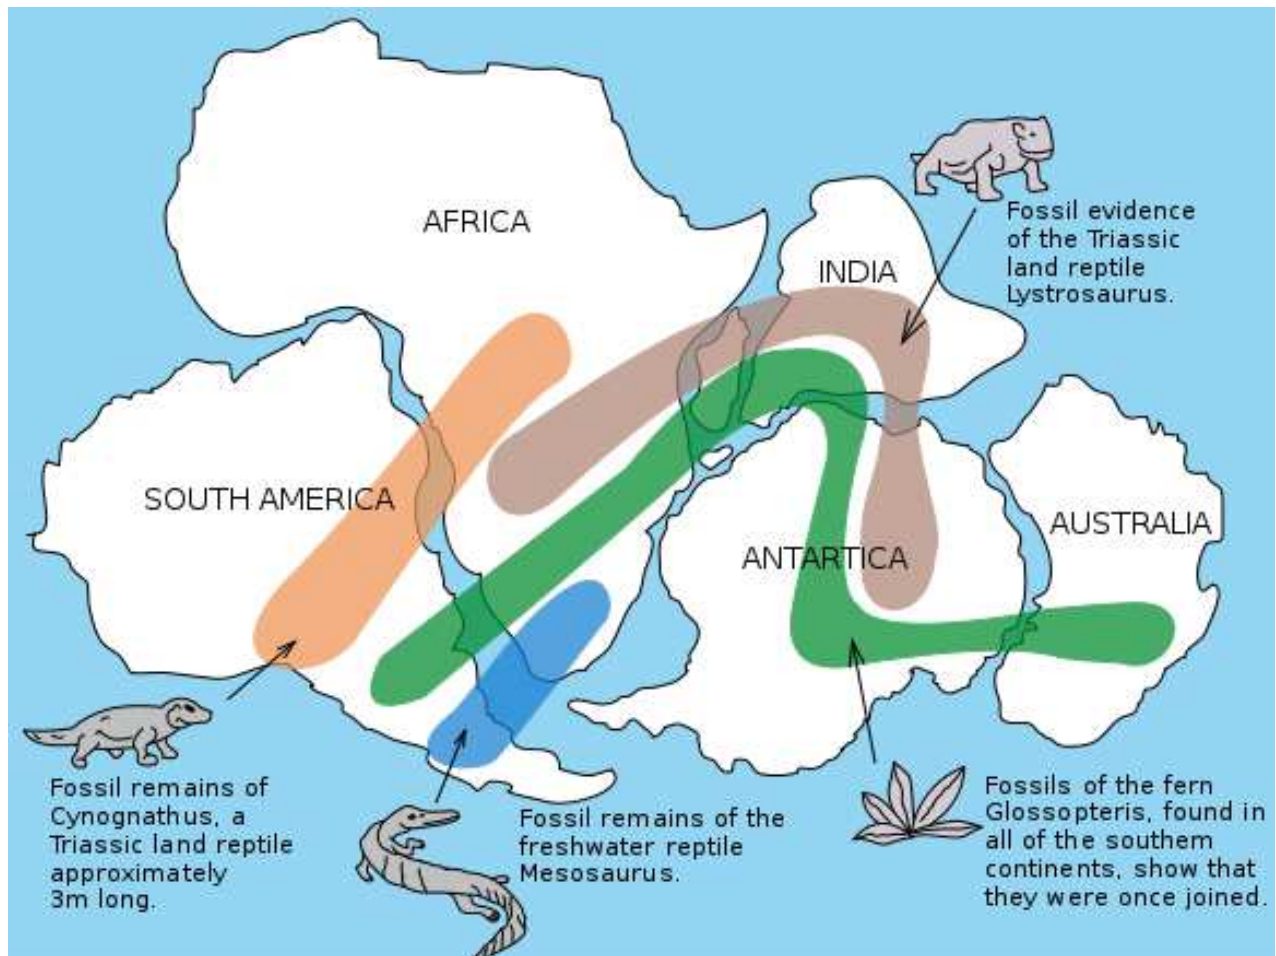 AFRICA
INDIA
Fossil evidence
of the Triassic
land reptile
Lystrosaurus.
SOUTH AMERICA
ANTARTICA
AUSTRALIA
Fossil remains of
Cynognathus, a
Triassic land reptile
approximately
3m long.
Fossil remains of the
freshwater reptile
Mesosaurus.
Fossils of the fern
Glossopteris, found in
all of the southern
continents, show that
they were once joined.